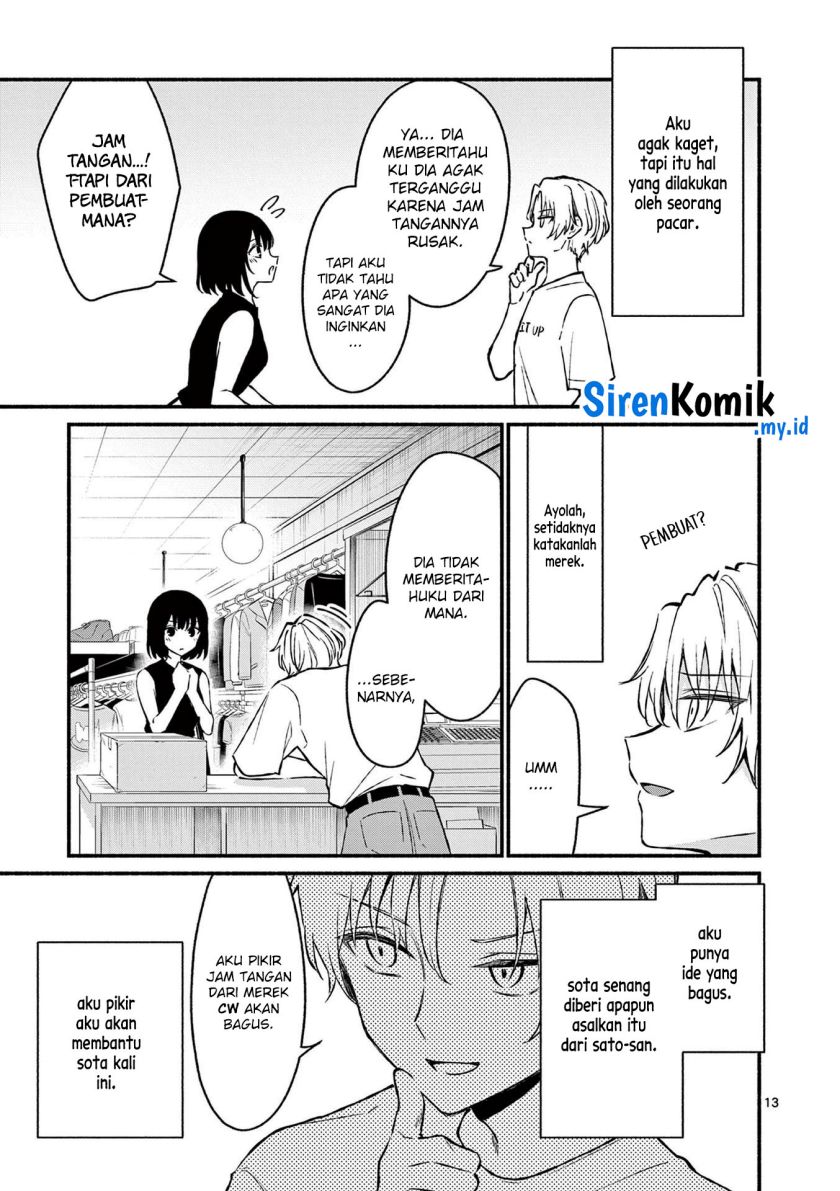 Aku
agak kaget,
tapi itu hal
yang dilakukan
oleh seorang
pacar.
YA... DIA
MEMBERITAHU
KU DIA AGAK
TERGANGGU
KARENA JAM
TANGANNYA
RUSAK.
TAPI AKU
TIDAK TAHU
APA YANG
SANGAT DIA
INGINKAN
...
JAM
TANGAN...!
T-TAPI DARI
PEMBUAT-
MANA?
IT UP
SirenKomik
.my.id
PEMBUAT?
Ayolah,
setidaknya
katakanlah
merek.
UMM
.....
DIA TIDAK
MEMBERITA-
HUKU DARI
MANA.
...SEBE-
NARNYA,
aku
punya
ide yang
bagus.
sota senang
diberi apapun
asalkan itu
dari sato-san.
AKU PIKIR
JAM TANGAN
DARI MEREK
CW AKAN
BAGUS.
aku pikir
aku akan
membantu
sota kali
ini.
13